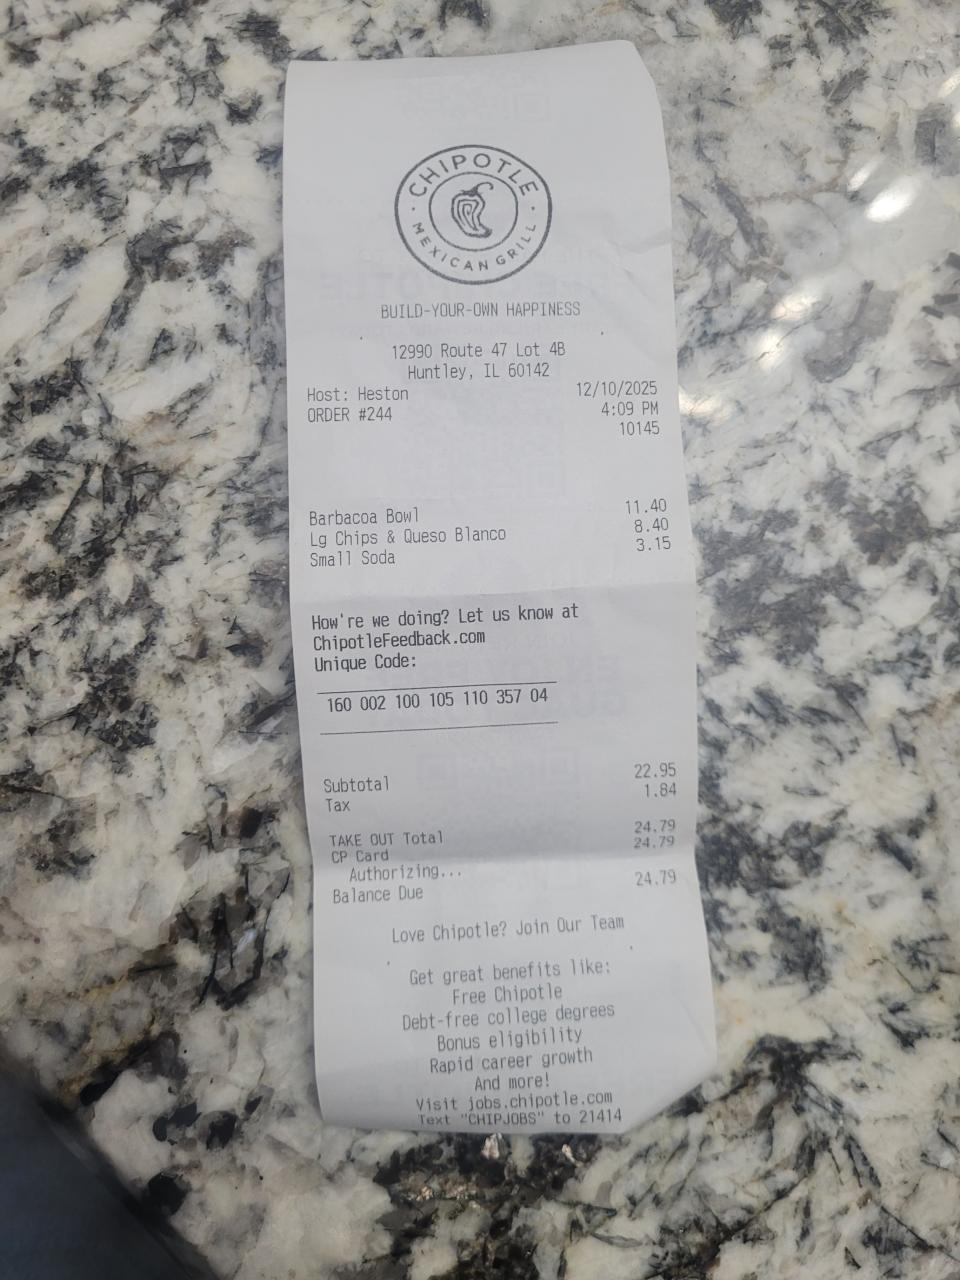 CHIPOTLE
MEXICAN GRILL
BUILD-YOUR-OWN HAPPINESS
12990 Route 47 Lot 4B
Huntley, IL 60142
Host: Heston 12/10/2025
ORDER #244 4:09 PM
10145
Barbacoa Bowl 11.40
Lg Chips & Queso Blanco 8.40
Small Soda 3.15
How're we doing? Let us know at
ChipotleFeedback.com
Unique Code:
160 002 100 105 110 357 04
Subtotal 22.95
Tax 1.84
TAKE OUT Total 24.79
CP Card 24.79
Authorizing...
Balance Due 24.79
Love Chipotle? Join Our Team
Get great benefits like:
Free Chipotle
Debt-free college degrees
Bonus eligibility
Rapid career growth
And more!
Visit jobs.chipotle.com
Text "CHIPJOBS" to 21414